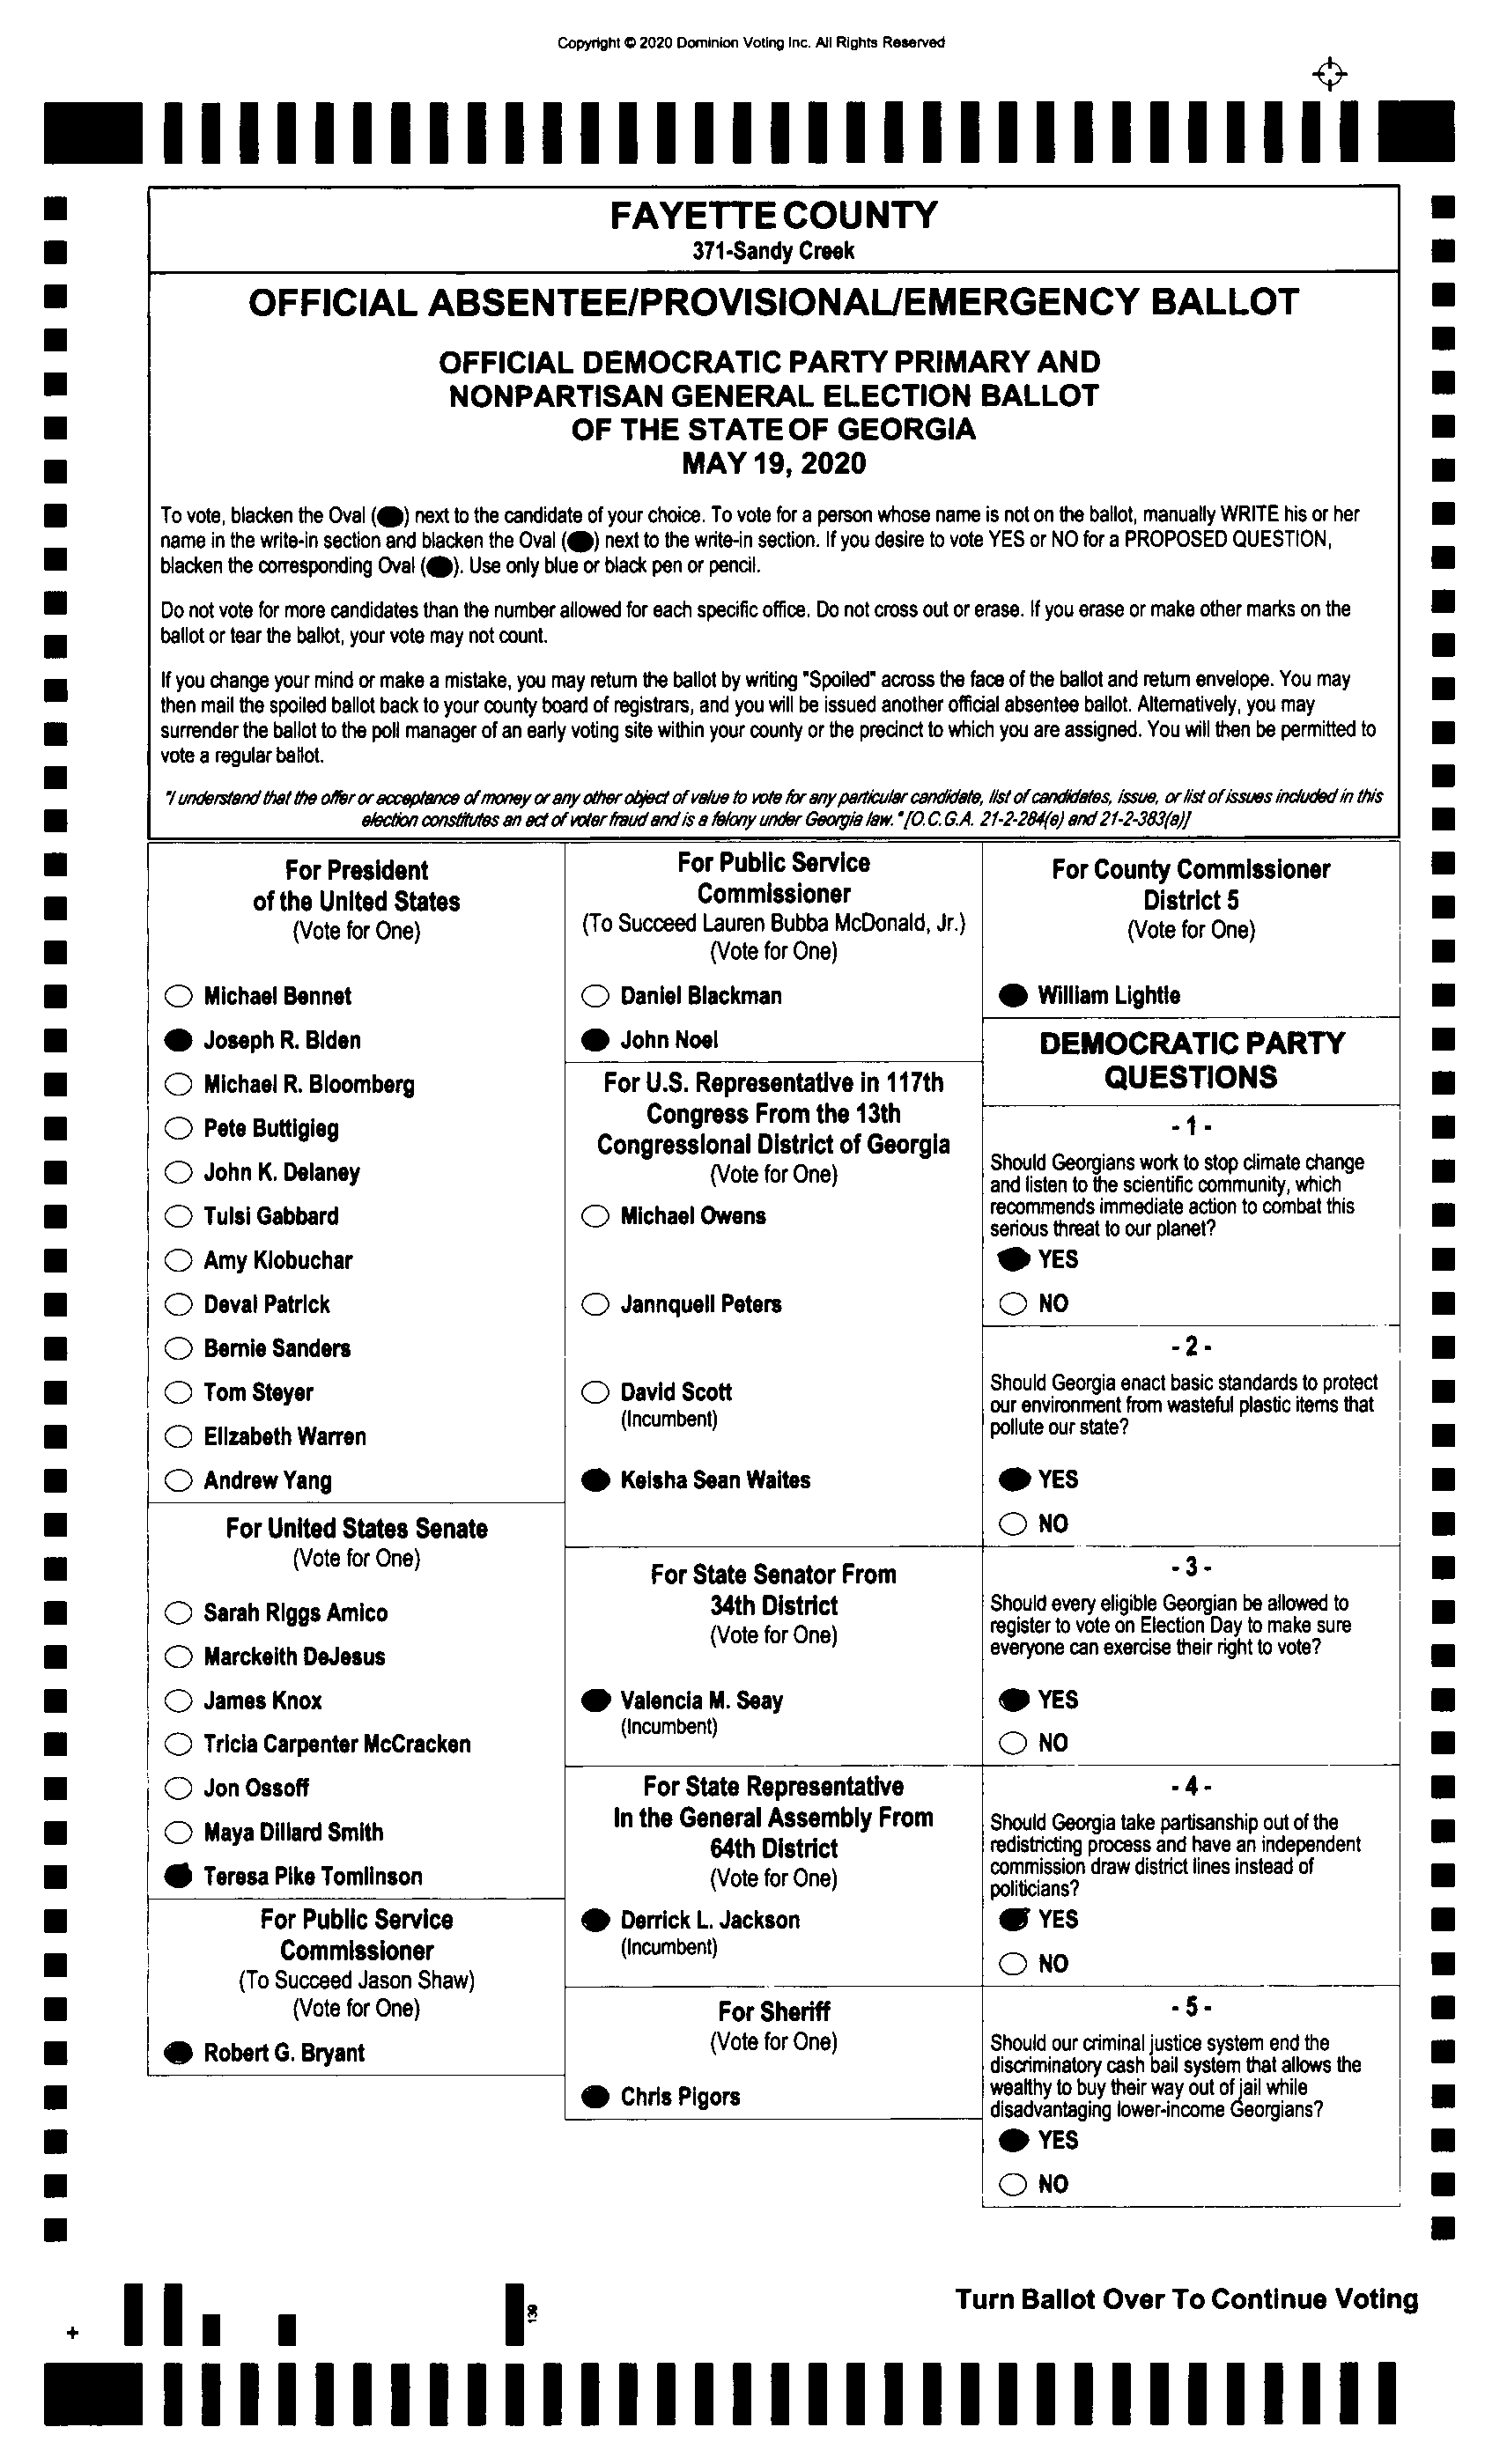 Copyright © 2020 Dominion Voting Inc. All Rights Reserved
FAYETTE COUNTY
371-Sandy Creek
OFFICIAL ABSENTEE/PROVISIONAL/EMERGENCY BALLOT
OFFICIAL DEMOCRATIC PARTY PRIMARY AND
NONPARTISAN GENERAL ELECTION BALLOT
OF THE STATE OF GEORGIA
MAY 19, 2020
To vote, blacken the Oval (⬬) next to the candidate of your choice. To vote for a person whose name is not on the ballot, manually WRITE his or her
name in the write-in section and blacken the Oval (⬬) next to the write-in section. If you desire to vote YES or NO for a PROPOSED QUESTION,
blacken the corresponding Oval (⬬). Use only blue or black pen or pencil.
Do not vote for more candidates than the number allowed for each specific office. Do not cross out or erase. If you erase or make other marks on the
ballot or tear the ballot, your vote may not count.
If you change your mind or make a mistake, you may return the ballot by writing "Spoiled" across the face of the ballot and return envelope. You may
then mail the spoiled ballot back to your county board of registrars, and you will be issued another official absentee ballot. Alternatively, you may
surrender the ballot to the poll manager of an early voting site within your county or the precinct to which you are assigned. You will then be permitted to
vote a regular ballot.
"I understand that the offer or acceptance of money or any other object of value to vote for any particular candidate, list of candidates, issue, or list of issues included in this
election constitutes an act of voter fraud and is a felony under Georgia law." [O.C.G.A. 21-2-284(e) and 21-2-383(a)]
For President
of the United States
(Vote for One)
Michael Bennet
Joseph R. Biden
Michael R. Bloomberg
Pete Buttigieg
John K. Delaney
Tulsi Gabbard
Amy Klobuchar
Deval Patrick
Bernie Sanders
Tom Steyer
Elizabeth Warren
Andrew Yang
For United States Senate
(Vote for One)
Sarah Riggs Amico
Marckeith DeJesus
James Knox
Tricia Carpenter McCracken
Jon Ossoff
Maya Dillard Smith
Teresa Pike Tomlinson
For Public Service
Commissioner
(To Succeed Jason Shaw)
(Vote for One)
Robert G. Bryant
For Public Service
Commissioner
(To Succeed Lauren Bubba McDonald, Jr.)
(Vote for One)
Daniel Blackman
John Noel
For U.S. Representative in 117th
Congress From the 13th
Congressional District of Georgia
(Vote for One)
Michael Owens
Jannquell Peters
David Scott
(Incumbent)
Keisha Sean Waites
For State Senator From
34th District
(Vote for One)
Valencia M. Seay
(Incumbent)
For State Representative
In the General Assembly From
64th District
(Vote for One)
Derrick L. Jackson
(Incumbent)
For Sheriff
(Vote for One)
Chris Pigors
For County Commissioner
District 5
(Vote for One)
William Lightle
DEMOCRATIC PARTY
QUESTIONS
- 1 -
Should Georgians work to stop climate change
and listen to the scientific community, which
recommends immediate action to combat this
serious threat to our planet?
YES
NO
- 2 -
Should Georgia enact basic standards to protect
our environment from wasteful plastic items that
pollute our state?
YES
NO
- 3 -
Should every eligible Georgian be allowed to
register to vote on Election Day to make sure
everyone can exercise their right to vote?
YES
NO
- 4 -
Should Georgia take partisanship out of the
redistricting process and have an independent
commission draw district lines instead of
politicians?
YES
NO
- 5 -
Should our criminal justice system end the
discriminatory cash bail system that allows the
wealthy to buy their way out of jail while
disadvantaging lower-income Georgians?
YES
NO
Turn Ballot Over To Continue Voting
139